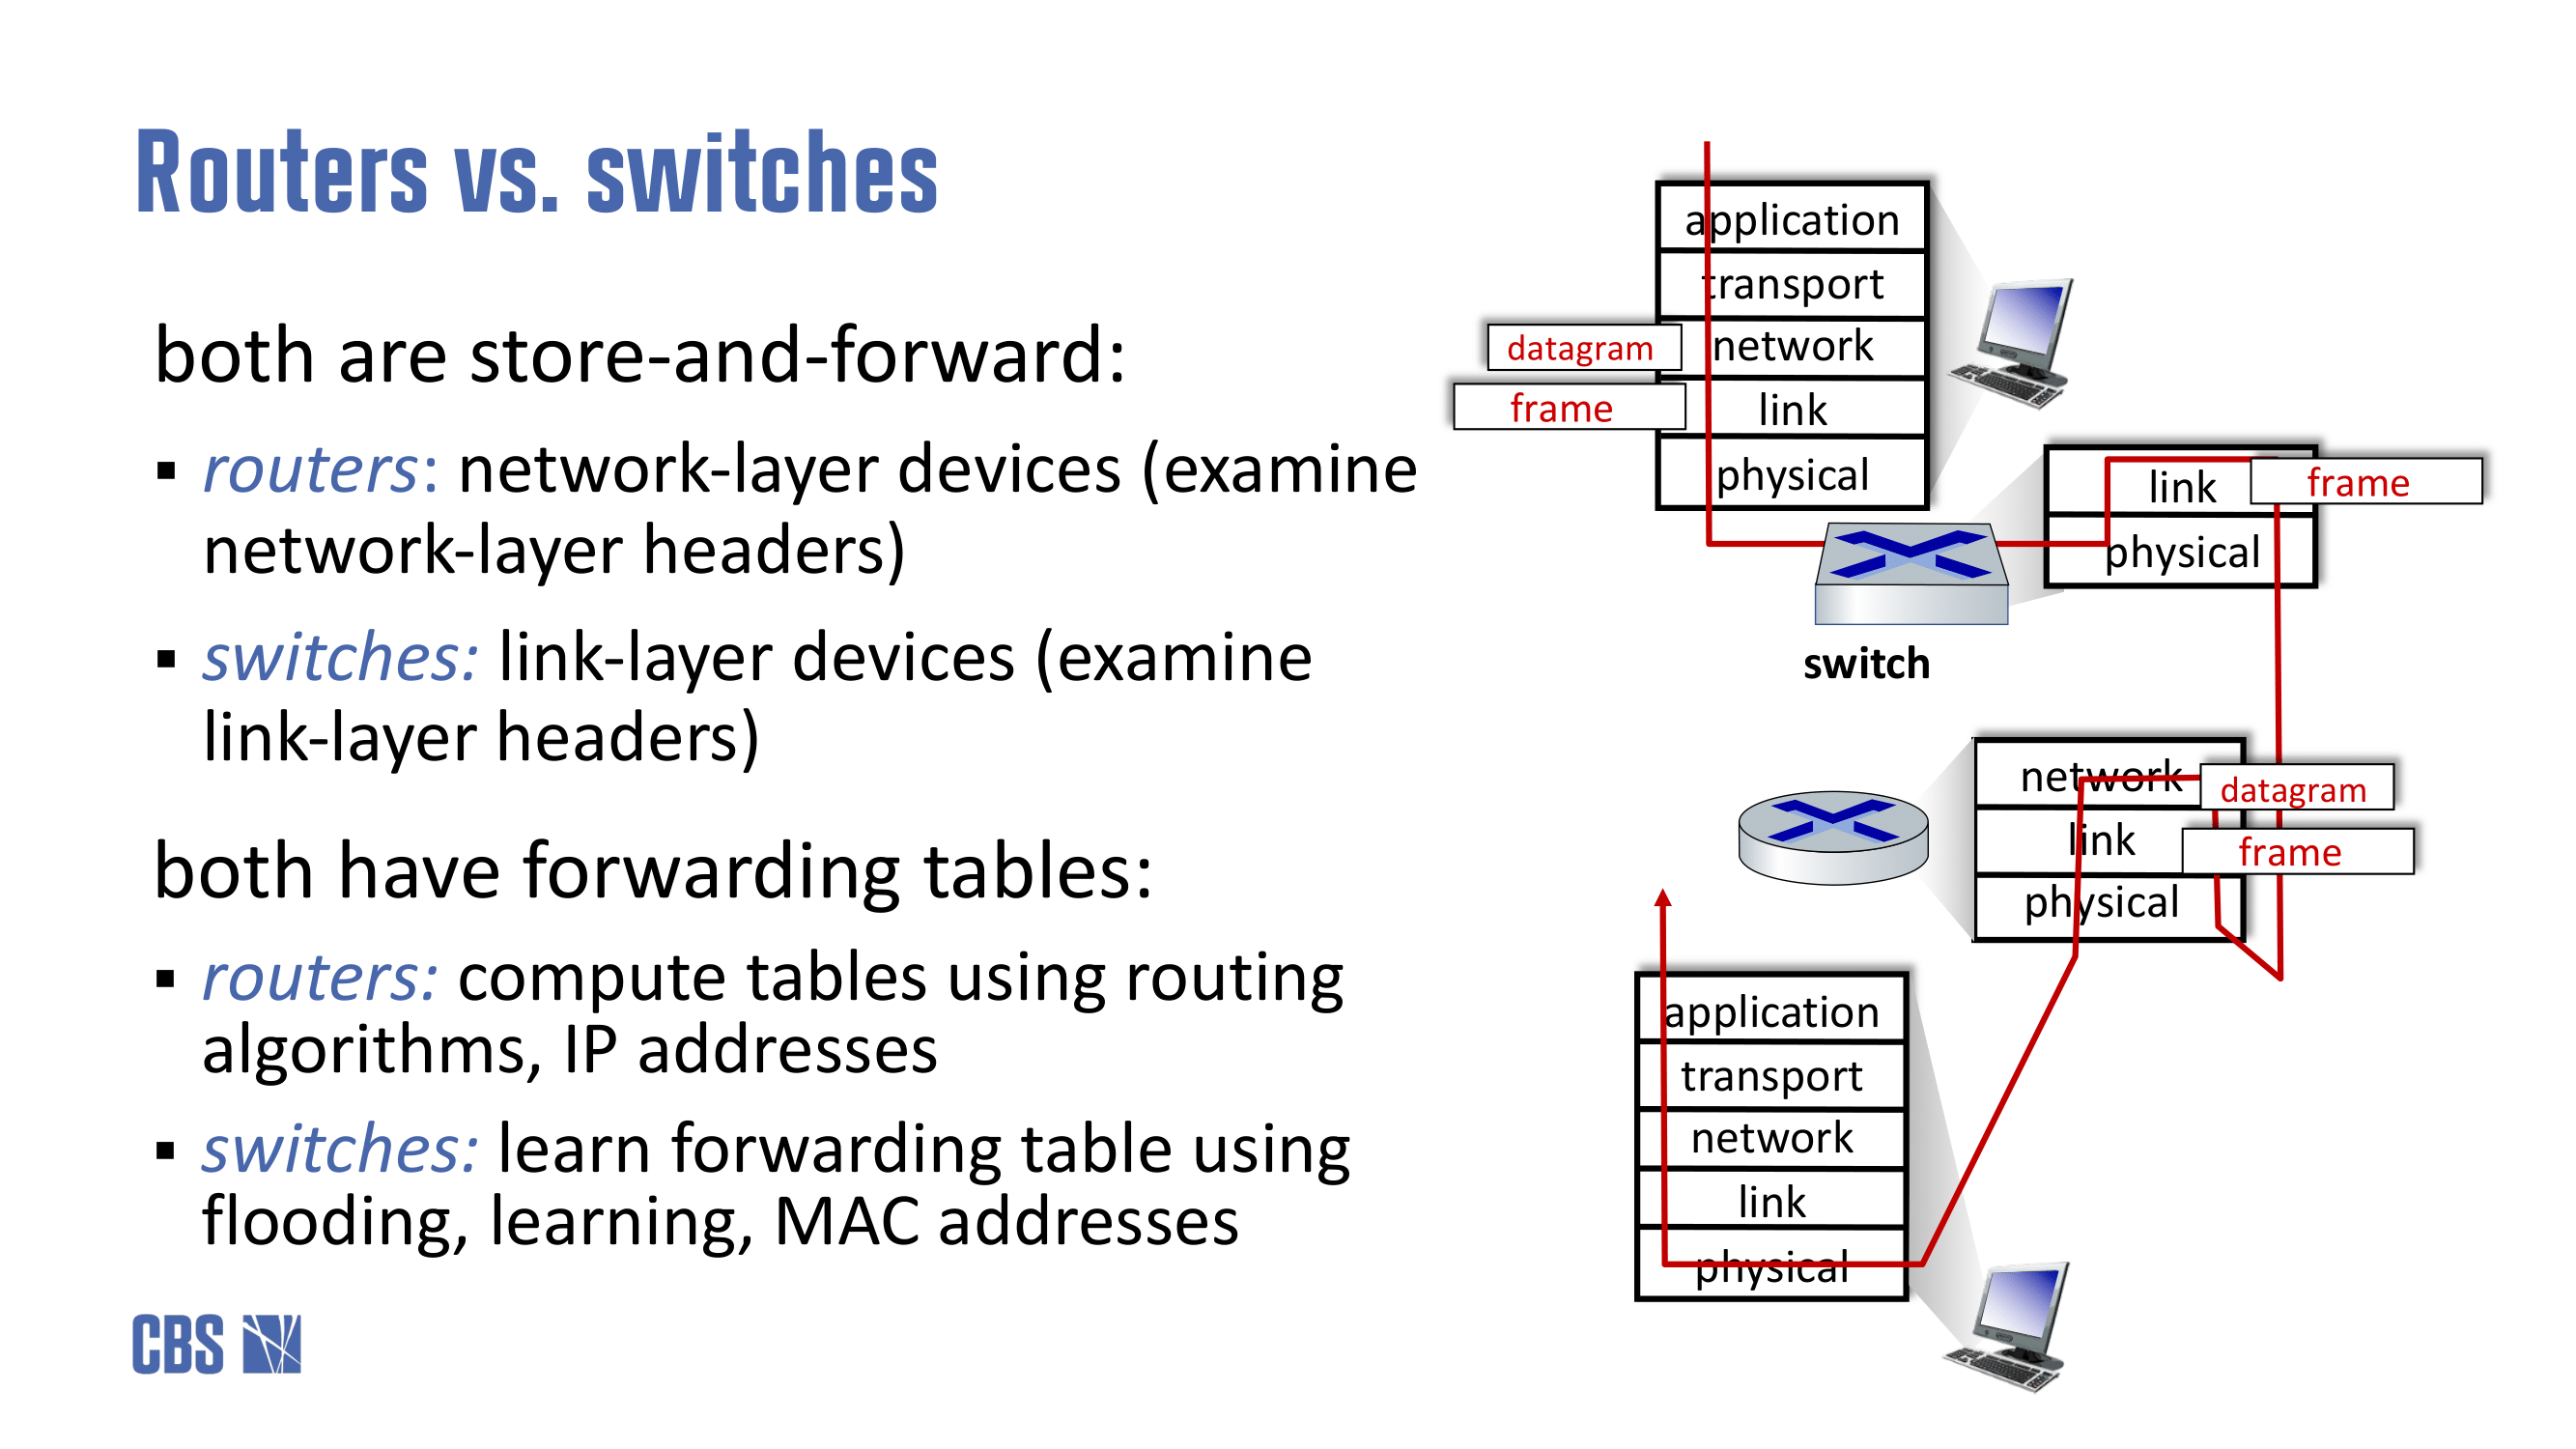 Routers vs. switches
both are store-and-forward:
▪ routers: network-layer devices (examine
network-layer headers)
▪ switches: link-layer devices (examine
link-layer headers)
both have forwarding tables:
▪ routers: compute tables using routing
algorithms, IP addresses
▪ switches: learn forwarding table using
flooding, learning, MAC addresses
CBS
application
transport
datagram
network
frame
link
physical
link
frame
physical
switch
network
datagram
link
frame
physical
application
transport
network
link
physical